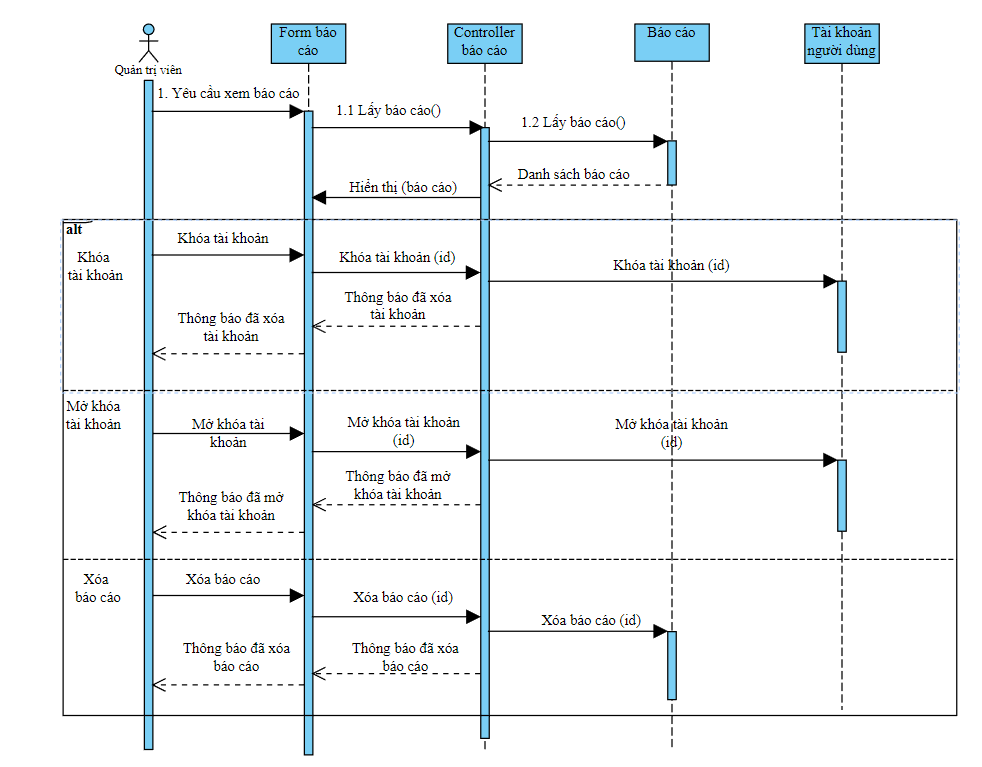 Quản trị viên
Form báo
cáo
Controller
báo cáo
Báo cáo
Tài khoản
người dùng
1. Yêu cầu xem báo cáo
1.1 Lấy báo cáo()
1.2 Lấy báo cáo()
Danh sách báo cáo
Hiển thị (báo cáo)
alt
Khóa
tài khoản
Khóa tài khoản
Khóa tài khoản (id)
Khóa tài khoản (id)
Thông báo đã xóa
tài khoản
Thông báo đã xóa
tài khoản
Mở khóa
tài khoản
Mở khóa tài
khoản
Mở khóa tài khoản
(id)
Mở khóa tài khoản
(id)
Thông báo đã mở
khóa tài khoản
Thông báo đã mở
khóa tài khoản
Xóa
báo cáo
Xóa báo cáo
Xóa báo cáo (id)
Xóa báo cáo (id)
Thông báo đã xóa
báo cáo
Thông báo đã xóa
báo cáo